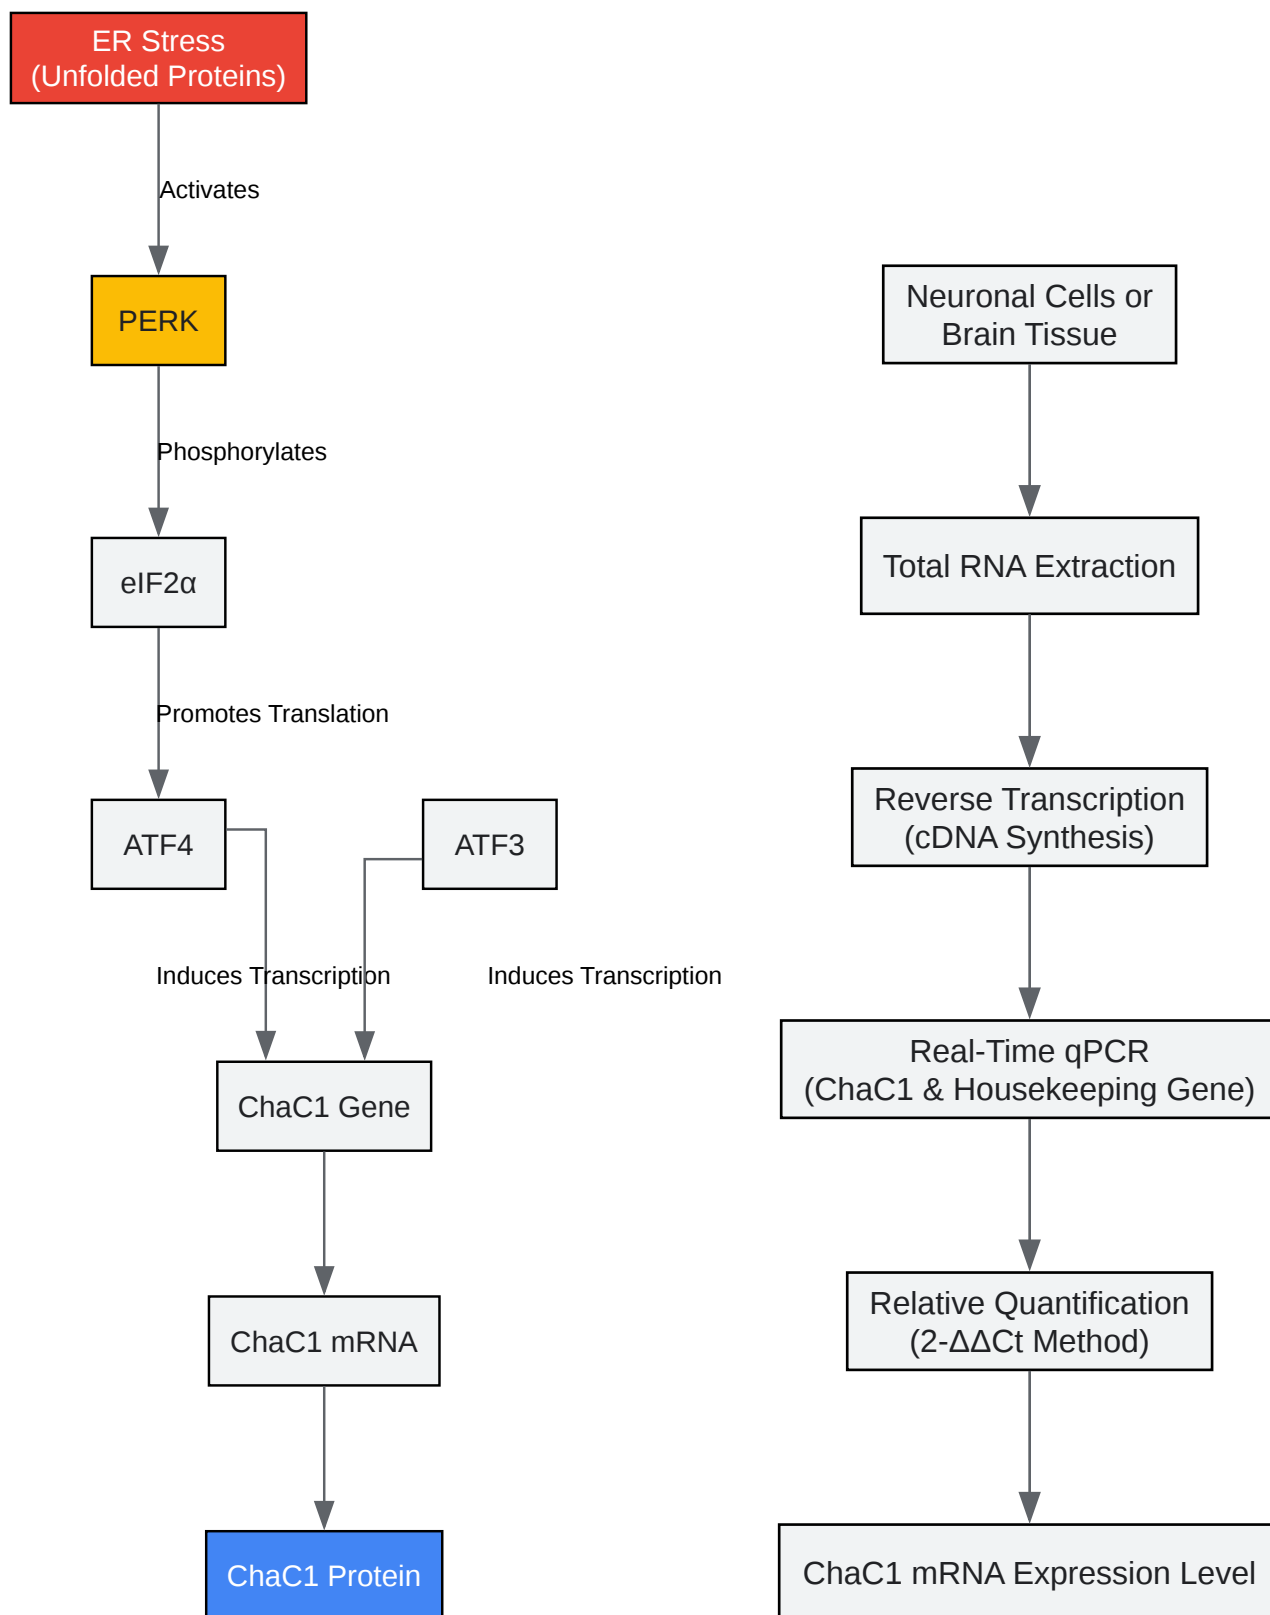 ER Stress
(Unfolded Proteins)
Activates
PERK
Phosphorylates
eIF2α
Promotes Translation
ATF4
ATF3
Induces Transcription
Induces Transcription
ChaC1 Gene
ChaC1 mRNA
ChaC1 Protein
Neuronal Cells or
Brain Tissue
Total RNA Extraction
Reverse Transcription
(cDNA Synthesis)
Real-Time qPCR
(ChaC1 & Housekeeping Gene)
Relative Quantification
(2-ΔΔCt Method)
ChaC1 mRNA Expression Level